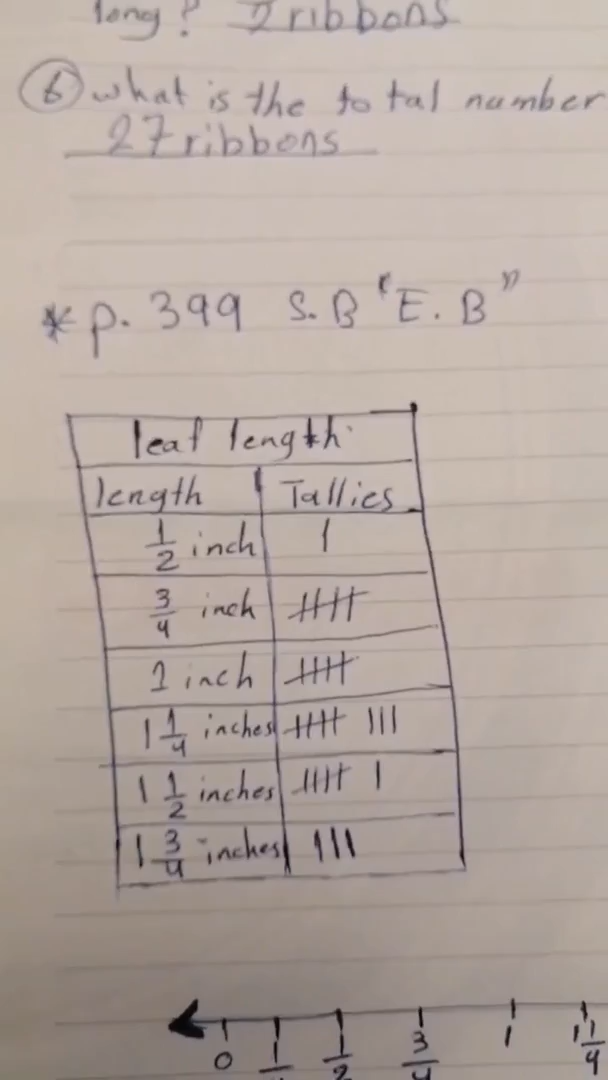 long? 2 ribbons
6 what is the total number
27 ribbons
* p. 399 S.B "E.B"
leaf length
length Tallies
1/2 inch |
3/4 inch 卌
1 inch 卌
1 1/4 inches 卌 |||
1 1/2 inches 卌 |
1 3/4 inches |||
0 1/ 1/2 3/4 1 1 1/4